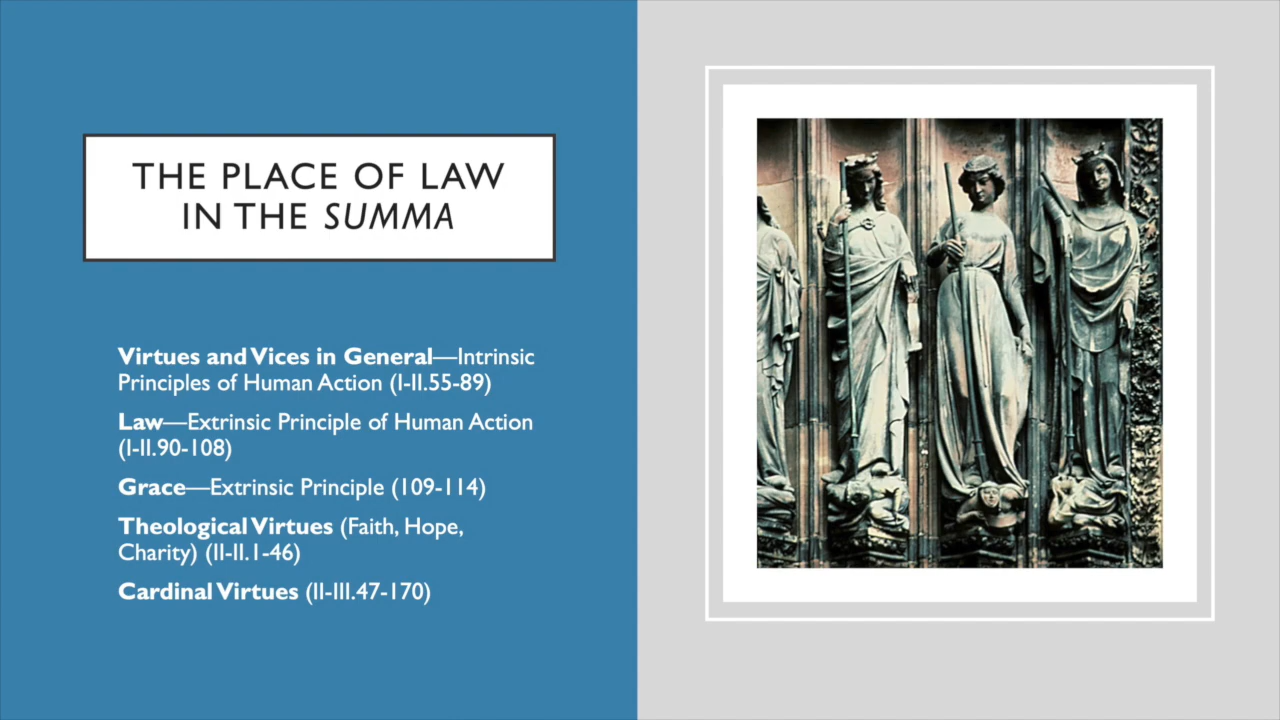 THE PLACE OF LAW
IN THE SUMMA
Virtues and Vices in General—Intrinsic
Principles of Human Action (I-II.55-89)
Law—Extrinsic Principle of Human Action
(I-II.90-108)
Grace—Extrinsic Principle (109-114)
Theological Virtues (Faith, Hope,
Charity) (II-II.1-46)
Cardinal Virtues (II-III.47-170)